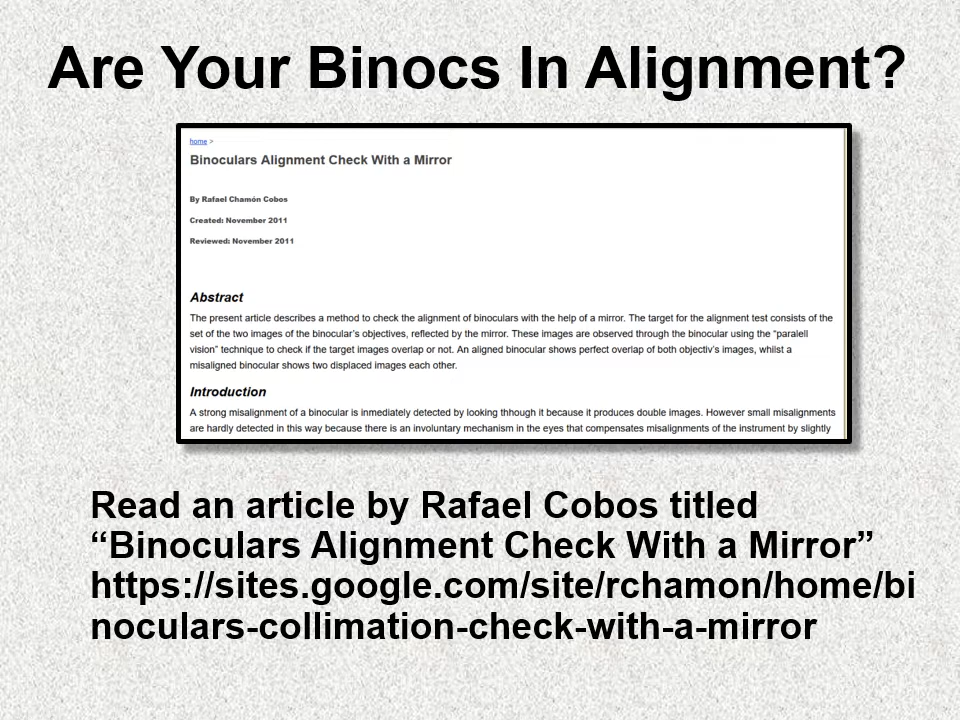 Are Your Binocs In Alignment?
home >
Binoculars Alignment Check With a Mirror
By Rafael Chamón Cobos
Created: November 2011
Reviewed: November 2011
Abstract
The present article describes a method to check the alignment of binoculars with the help of a mirror. The target for the alignment test consists of the
set of the two images of the binocular's objectives, reflected by the mirror. These images are observed through the binocular using the "paralell
vision" technique to check if the target images overlap or not. An aligned binocular shows perfect overlap of both objectiv's images, whilst a
misaligned binocular shows two displaced images each other.
Introduction
A strong misalignment of a binocular is inmediately detected by looking thhough it because it produces double images. However small misalignments
are hardly detected in this way because there is an involuntary mechanism in the eyes that compensates misalignments of the instrument by slightly
Read an article by Rafael Cobos titled
“Binoculars Alignment Check With a Mirror”
https://sites.google.com/site/rchamon/home/bi
noculars-collimation-check-with-a-mirror